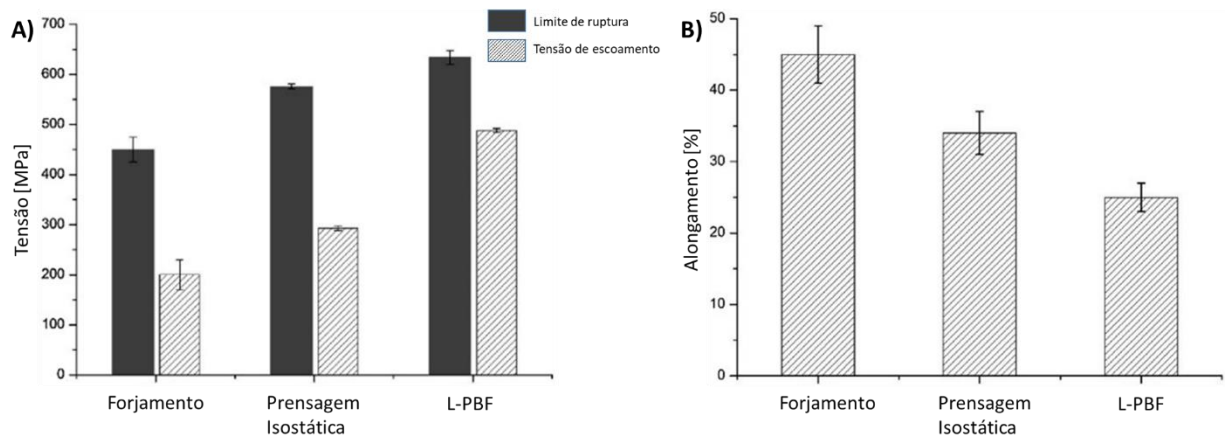 A)
Tensão [MPa]
700
600
500
400
300
200
100
0
Limite de ruptura
Tensão de escoamento
Forjamento
Prensagem
Isostática
L-PBF
B)
Alongamento [%]
50
40
30
20
10
0
Forjamento
Prensagem
Isostática
L-PBF